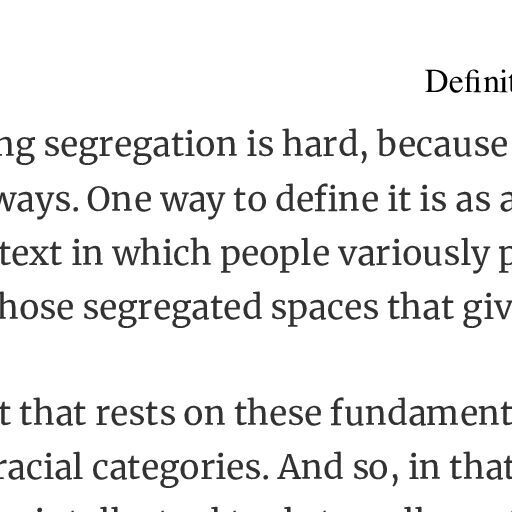 Definit
ng segregation is hard, because
ways. One way to define it is as a
text in which people variously p
hose segregated spaces that giv
t that rests on these fundament
racial categories. And so, in that